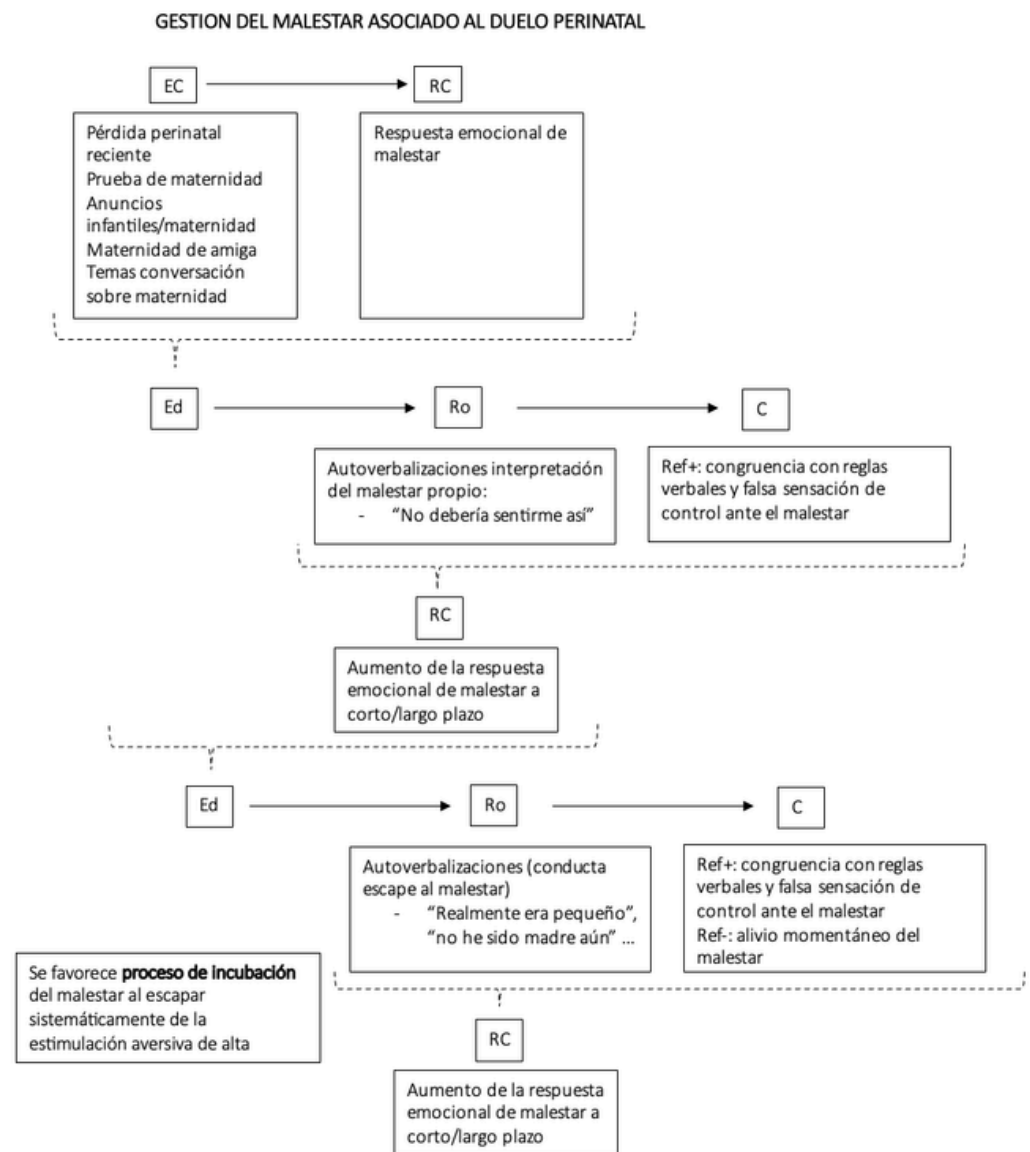 GESTION DEL MALESTAR ASOCIADO AL DUELO PERINATAL
EC
RC
Pérdida perinatal
reciente
Prueba de maternidad
Anuncios
infantiles/maternidad
Maternidad de amiga
Temas conversación
sobre maternidad
Respuesta emocional de
malestar
Ed
Ro
C
Autoverbalizaciones interpretación
del malestar propio:
- “No debería sentirme así”
Ref+: congruencia con reglas
verbales y falsa sensación de
control ante el malestar
RC
Aumento de la respuesta
emocional de malestar a
corto/largo plazo
Ed
Ro
C
Autoverbalizaciones (conducta
escape al malestar)
- “Realmente era pequeño”,
“no he sido madre aún” ...
Ref+: congruencia con reglas
verbales y falsa sensación de
control ante el malestar
Ref-: alivio momentáneo del
malestar
Se favorece proceso de incubación
del malestar al escapar
sistemáticamente de la
estimulación aversiva de alta
RC
Aumento de la respuesta
emocional de malestar a
corto/largo plazo